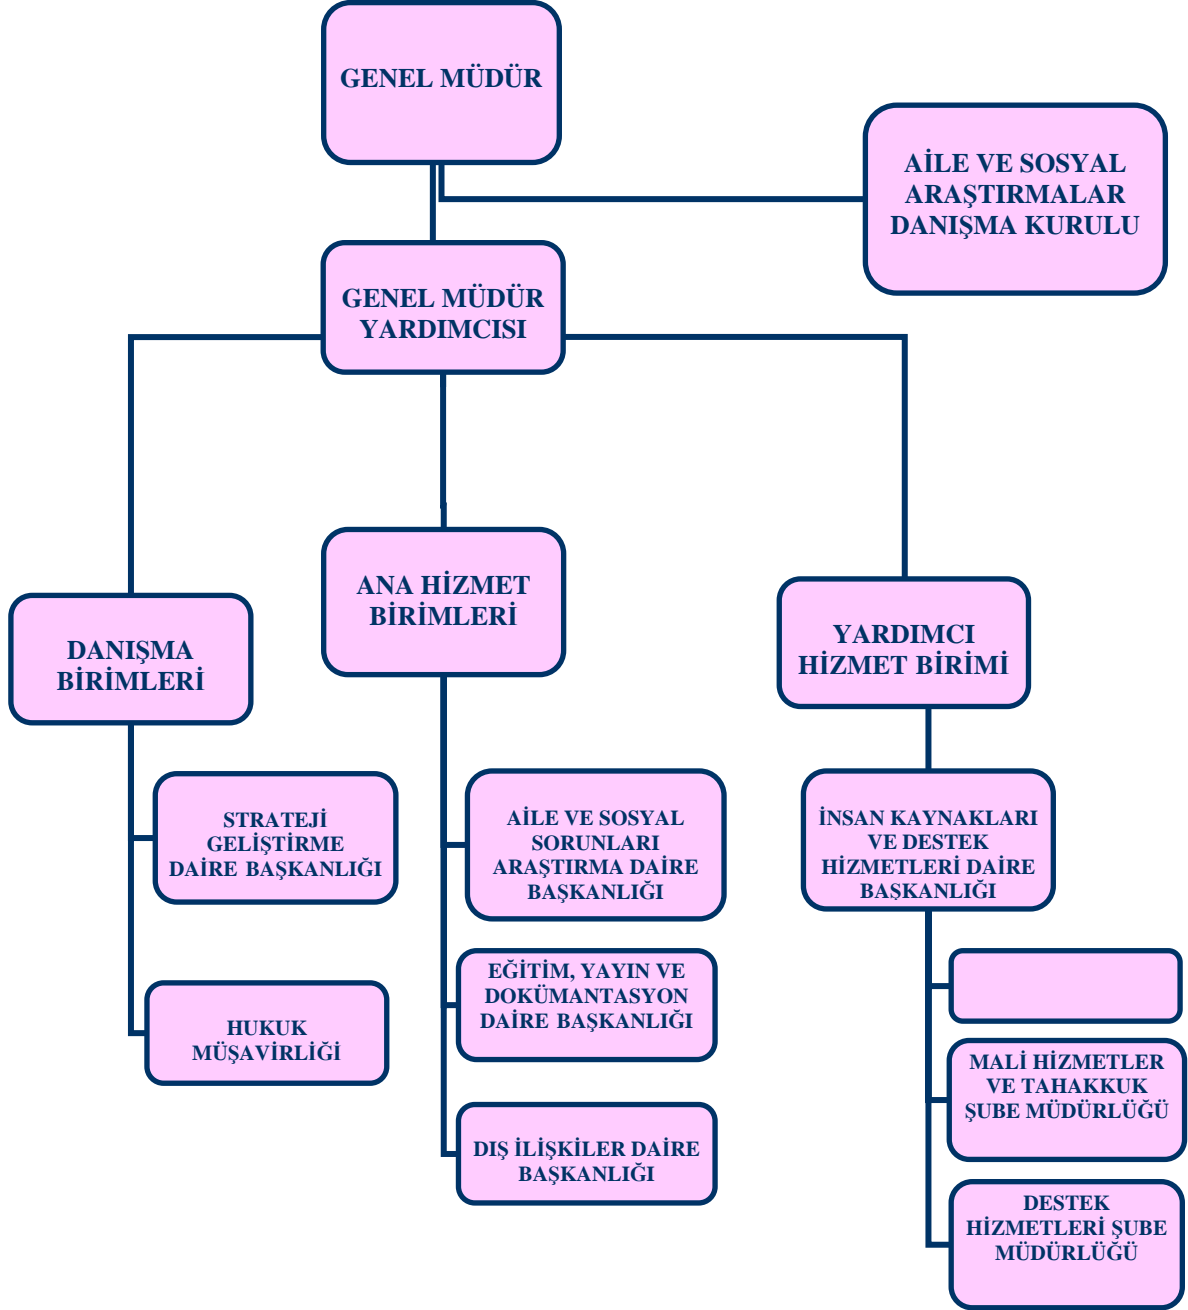 GENEL MÜDÜR
AİLE VE SOSYAL
ARAŞTIRMALAR
DANIŞMA KURULU
GENEL MÜDÜR
YARDIMCISI
DANIŞMA
BİRİMLERİ
STRATEJİ
GELİŞTİRME
DAİRE BAŞKANLIĞI
HUKUK
MÜŞAVİRLİĞİ
ANA HİZMET
BİRİMLERİ
AİLE VE SOSYAL
SORUNLARI
ARAŞTIRMA DAİRE
BAŞKANLIĞI
EĞİTİM, YAYIN VE
DOKÜMANTASYON
DAİRE BAŞKANLIĞI
DIŞ İLİŞKİLER DAİRE
BAŞKANLIĞI
YARDIMCI
HİZMET BİRİMİ
İNSAN KAYNAKLARI
VE DESTEK
HİZMETLERİ DAİRE
BAŞKANLIĞI
MALİ HİZMETLER
VE TAHAKKUK
ŞUBE MÜDÜRLÜĞÜ
DESTEK
HİZMETLERİ ŞUBE
MÜDÜRLÜĞÜ